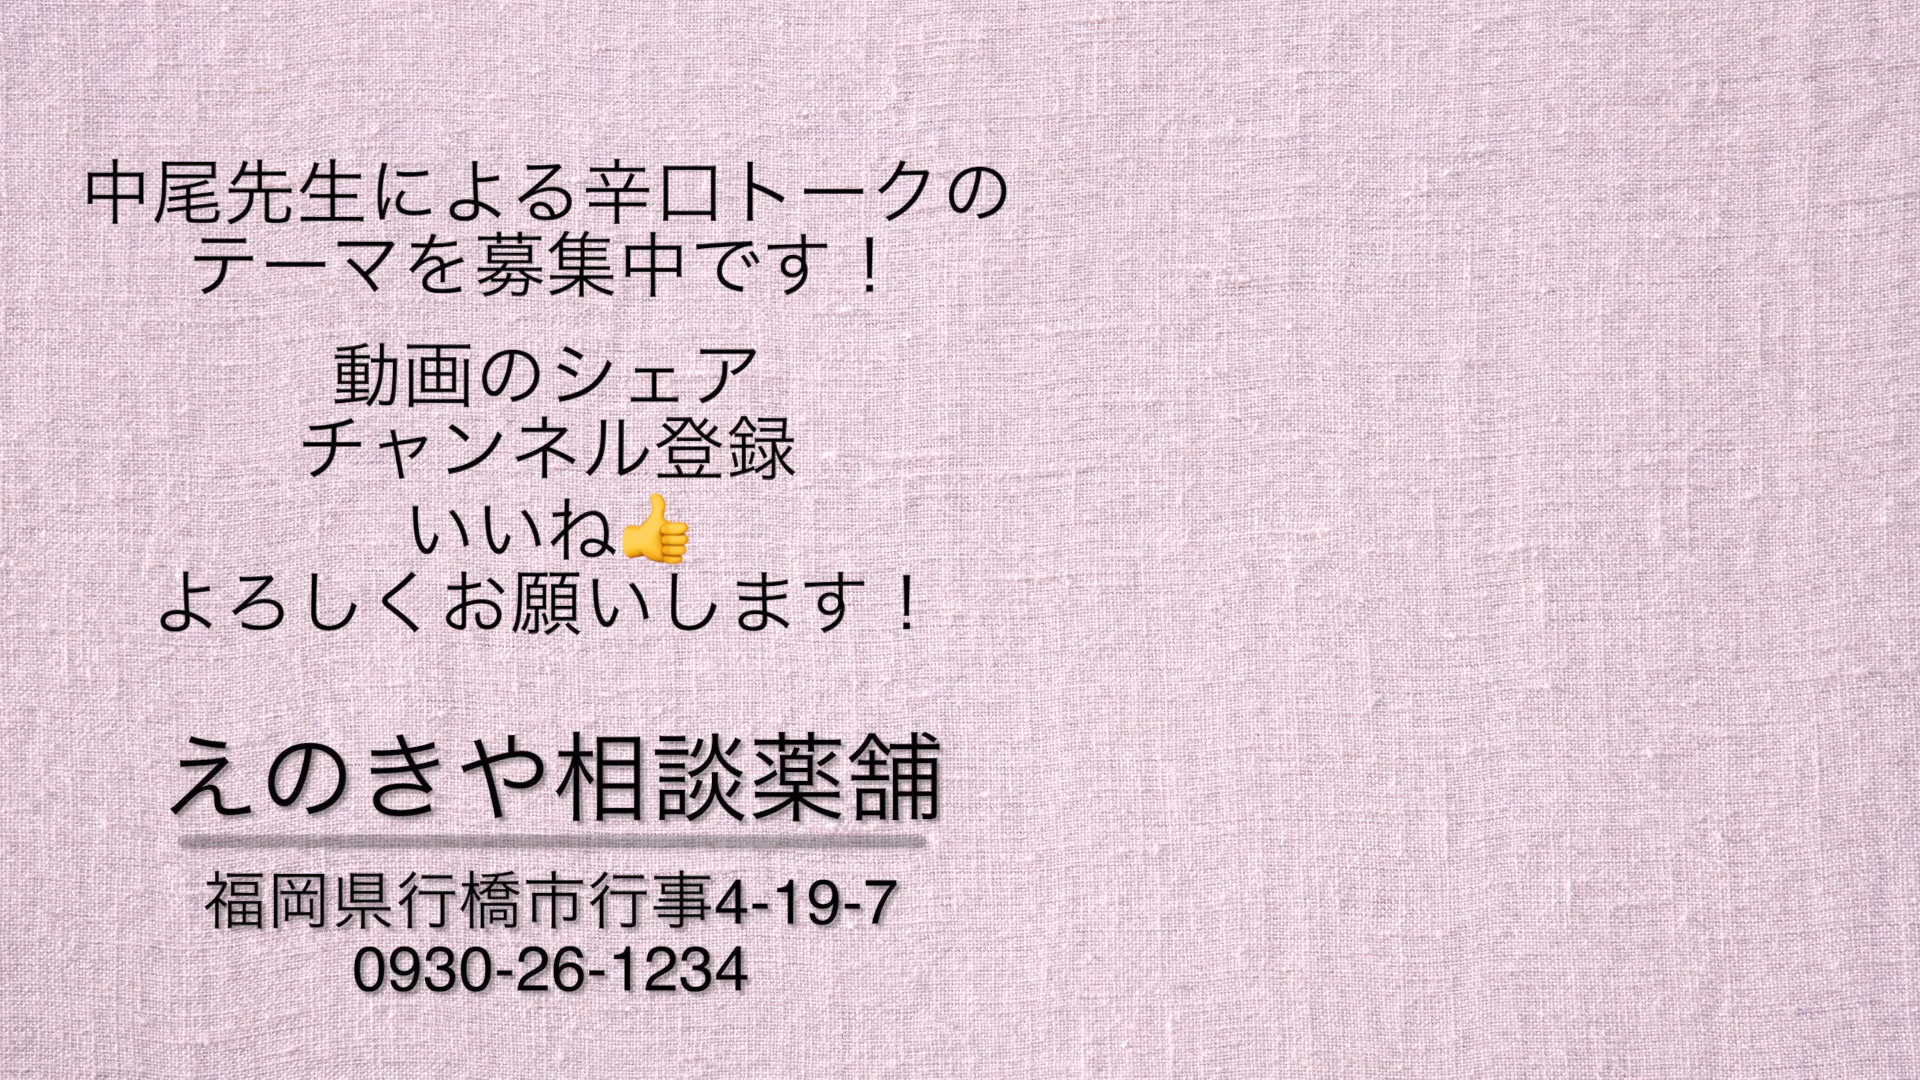 中尾先生による辛口トークの
テーマを募集中です！
動画のシェア
チャンネル登録
いいね👍
よろしくお願いします！
えのきや相談薬舗
福岡県行橋市行事4-19-7
0930-26-1234